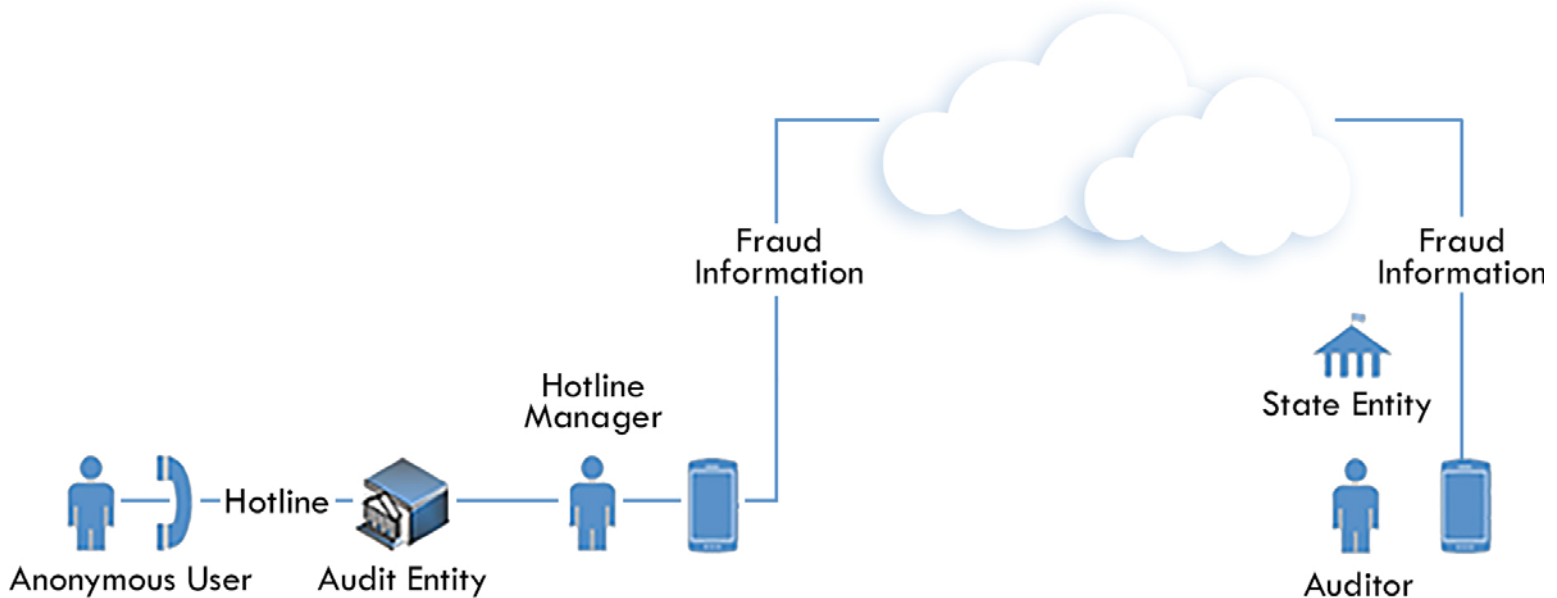 Fraud
Information
Fraud
Information
Hotline
Manager
State Entity
Hotline
Anonymous User
Audit Entity
Auditor